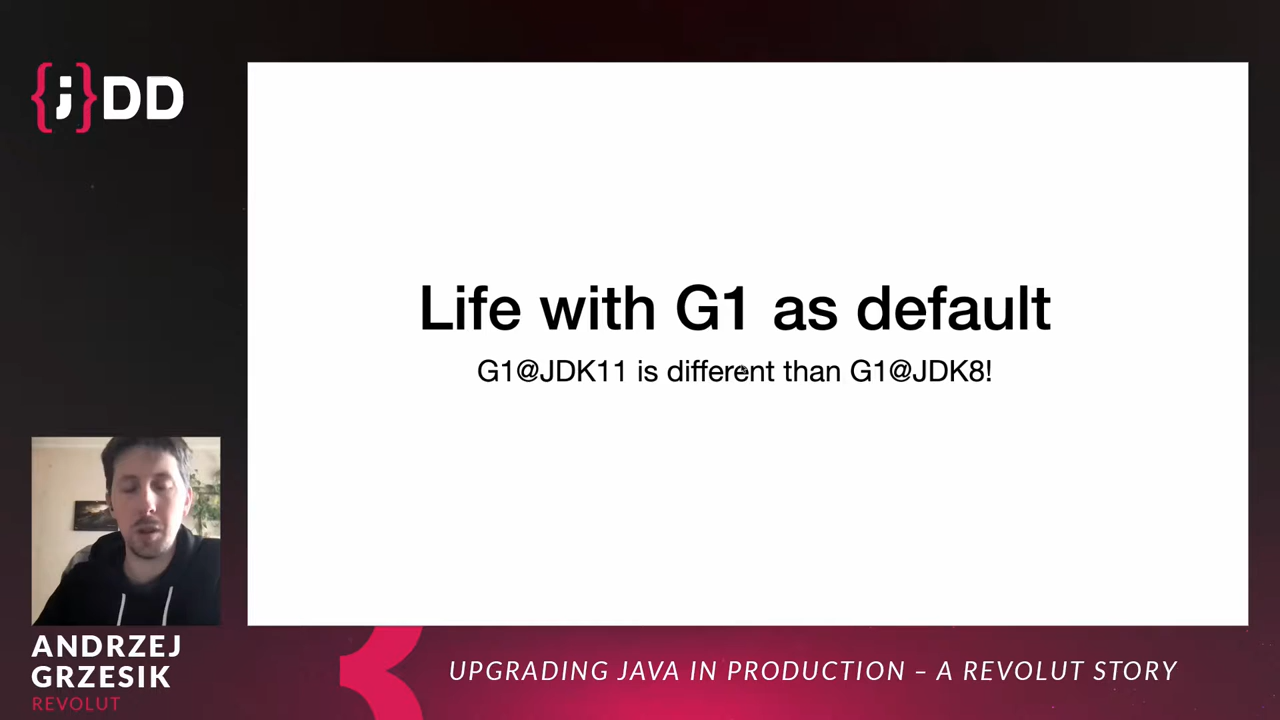 {;}DD
Life with G1 as default
G1@JDK11 is different than G1@JDK8!
ANDRZEJ
GRZESIK
REVOLUT
UPGRADING JAVA IN PRODUCTION – A REVOLUT STORY